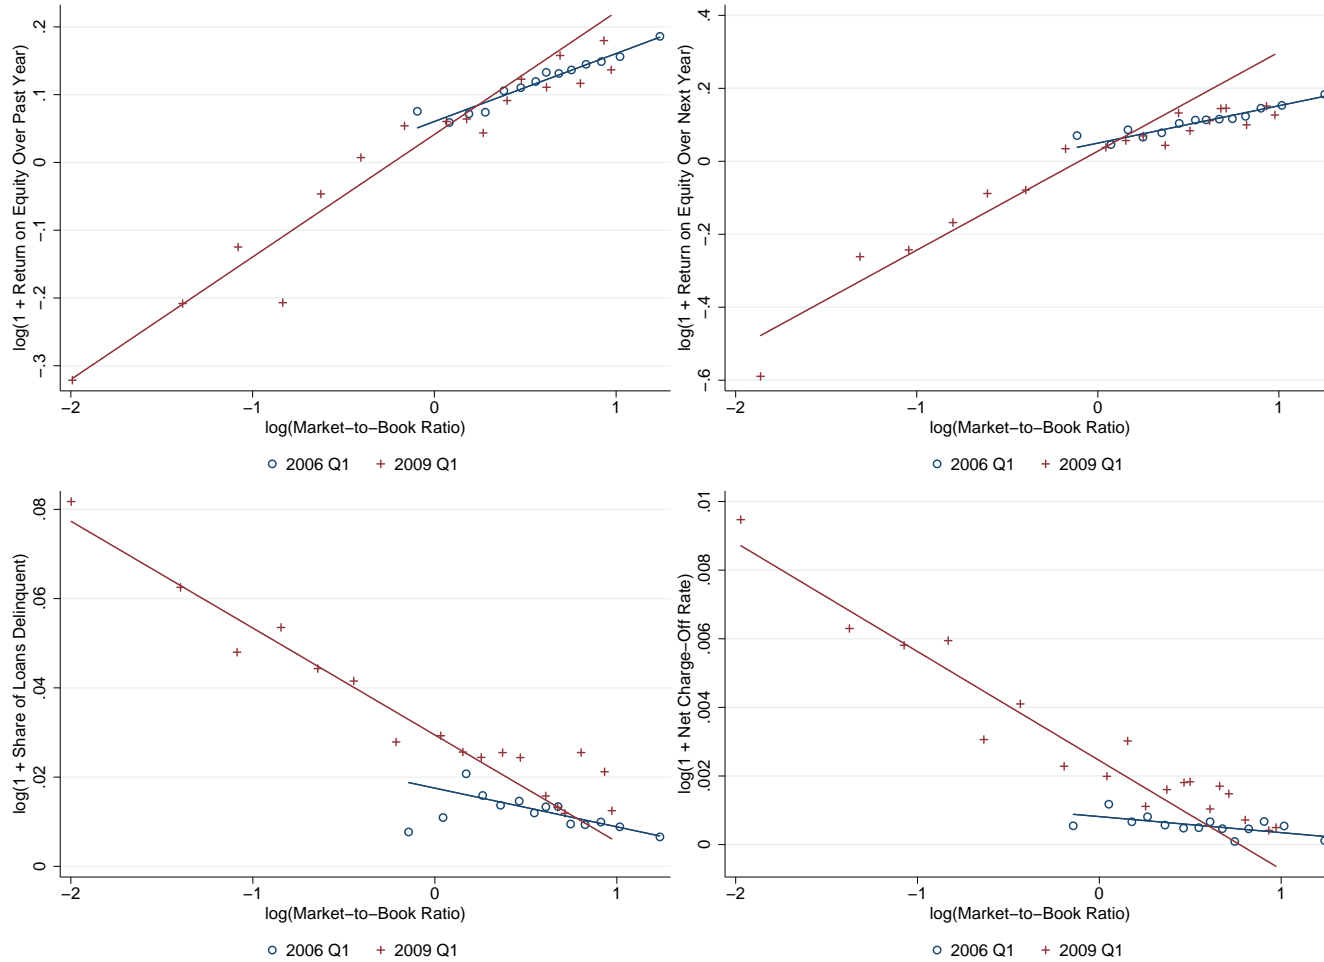 log(1 + Return on Equity Over Past Year)
.2
.1
0
−.1
−.2
−.3
−2 −1 0 1
log(Market−to−Book Ratio)
2006 Q1 2009 Q1
log(1 + Return on Equity Over Next Year)
.4
.2
0
−.2
−.4
−.6
−2 −1 0 1
log(Market−to−Book Ratio)
2006 Q1 2009 Q1
log(1 + Share of Loans Delinquent)
.08
.06
.04
.02
0
−2 −1 0 1
log(Market−to−Book Ratio)
2006 Q1 2009 Q1
log(1 + Net Charge−Off Rate)
.01
.008
.006
.004
.002
0
−2 −1 0 1
log(Market−to−Book Ratio)
2006 Q1 2009 Q1